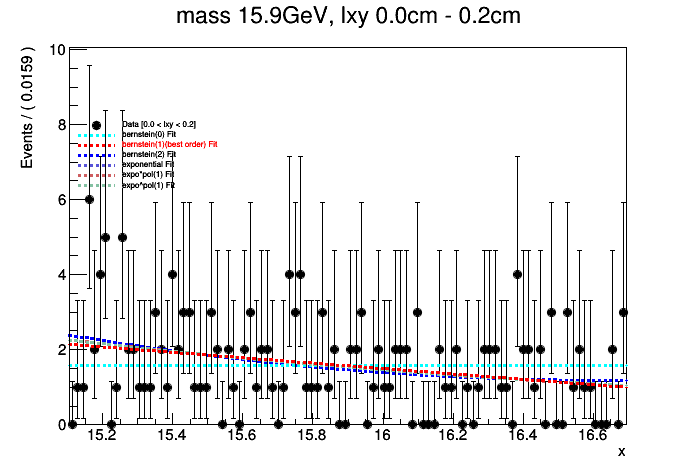 mass 15.9GeV, lxy 0.0cm - 0.2cm
Events / ( 0.0159 )
10
8
6
4
2
0
Data [0.0 < lxy < 0.2]
bernstein(0) Fit
bernstein(1)(best order) Fit
bernstein(2) Fit
exponential Fit
expo*pol(1) Fit
expo^pol(1) Fit
15.2 15.4 15.6 15.8 16 16.2 16.4 16.6
x